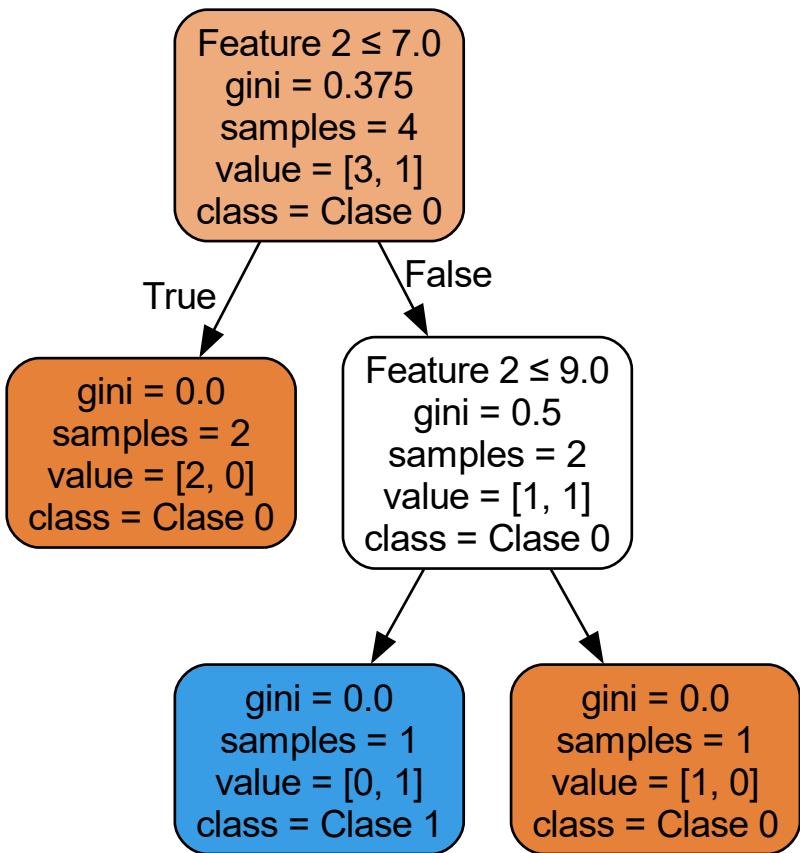 Feature 2 ≤ 7.0
gini = 0.375
samples = 4
value = [3, 1]
class = Clase 0
True
False
gini = 0.0
samples = 2
value = [2, 0]
class = Clase 0
Feature 2 ≤ 9.0
gini = 0.5
samples = 2
value = [1, 1]
class = Clase 0
gini = 0.0
samples = 1
value = [0, 1]
class = Clase 1
gini = 0.0
samples = 1
value = [1, 0]
class = Clase 0